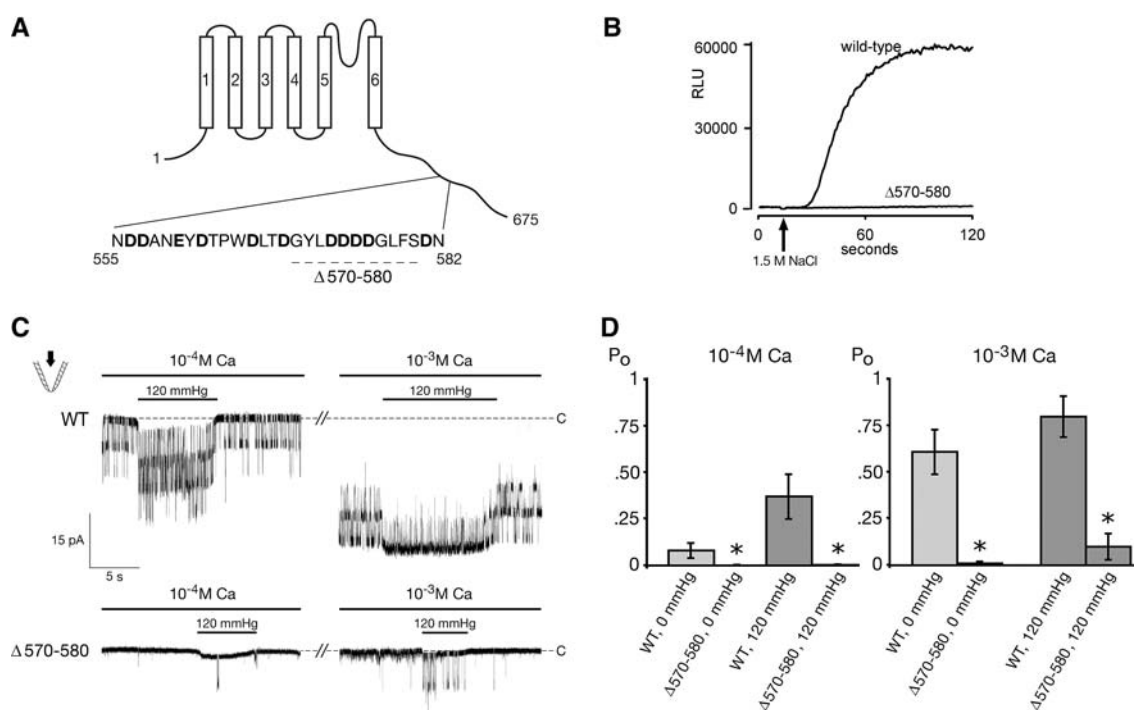 A
1
2
3
4
5
6
1
675
NDDANEYDTPWDLTDGYLDDDDGLFSDN
555
582
Δ570-580
B
60000
30000
0
RLU
wild-type
Δ570-580
0
60
120
seconds
1.5 M NaCl
C
10-4M Ca
10-3M Ca
120 mmHg
120 mmHg
WT
C
15 pA
5 s
10-4M Ca
10-3M Ca
120 mmHg
120 mmHg
Δ570-580
C
D
Po
10-4M Ca
1
.75
.50
.25
0
*
*
WT, 0 mmHg
Δ570-580, 0 mmHg
WT, 120 mmHg
Δ570-580, 120 mmHg
Po
10-3M Ca
1
.75
.50
.25
0
*
*
WT, 0 mmHg
Δ570-580, 0 mmHg
WT, 120 mmHg
Δ570-580, 120 mmHg